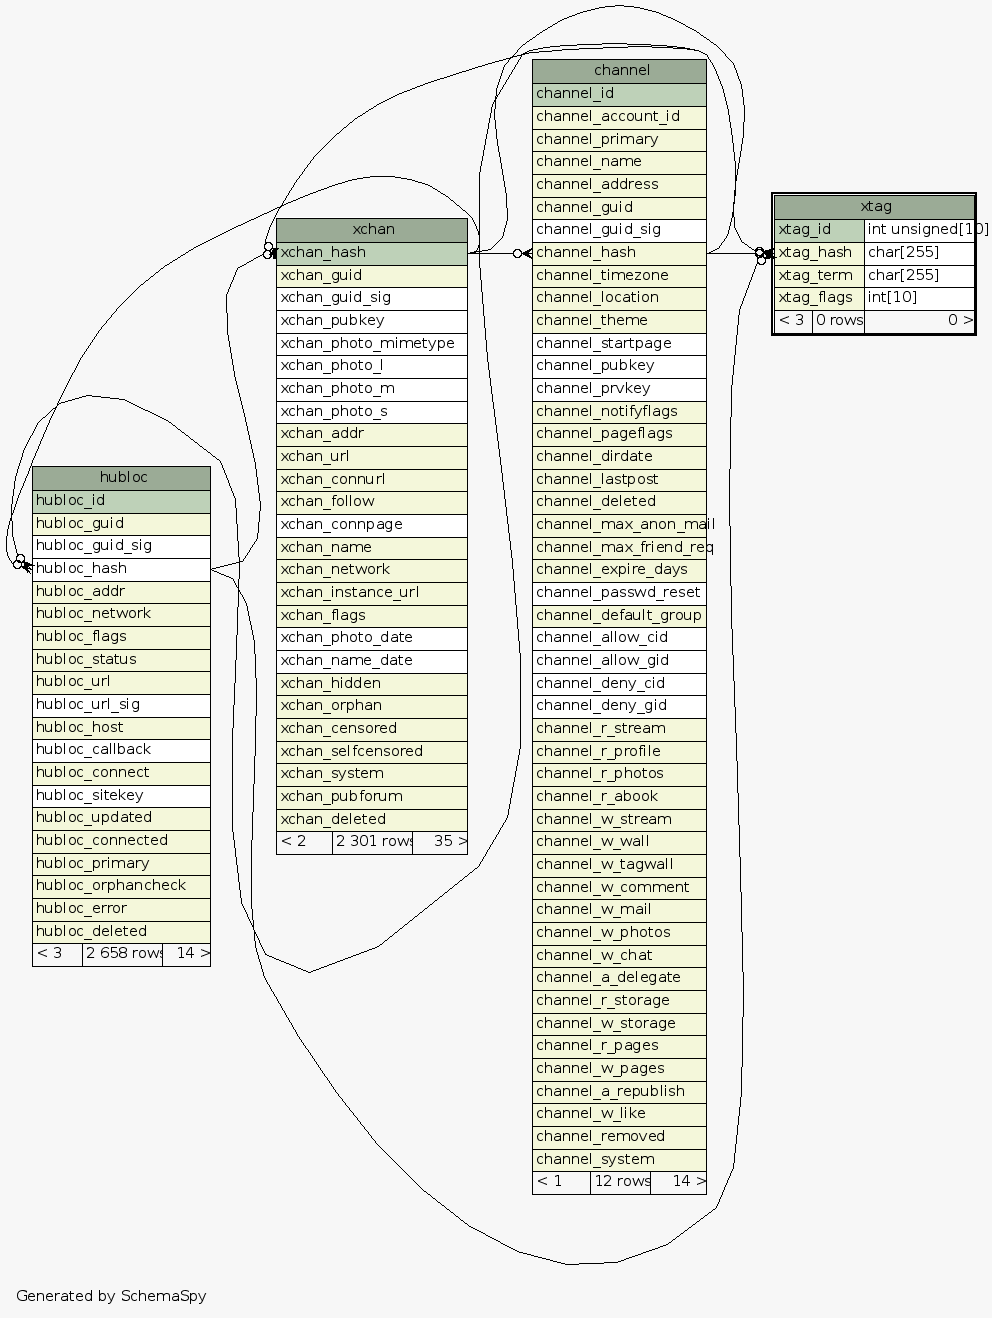 channel
channel_id
channel_account_id
channel_primary
channel_name
channel_address
channel_guid
channel_guid_sig
channel_hash
channel_timezone
channel_location
channel_theme
channel_startpage
channel_pubkey
channel_prvkey
channel_notifyflags
channel_pageflags
channel_dirdate
channel_lastpost
channel_deleted
channel_max_anon_mail
channel_max_friend_req
channel_expire_days
channel_passwd_reset
channel_default_group
channel_allow_cid
channel_allow_gid
channel_deny_cid
channel_deny_gid
channel_r_stream
channel_r_profile
channel_r_photos
channel_r_abook
channel_w_stream
channel_w_wall
channel_w_tagwall
channel_w_comment
channel_w_mail
channel_w_photos
channel_w_chat
channel_a_delegate
channel_r_storage
channel_w_storage
channel_r_pages
channel_w_pages
channel_a_republish
channel_w_like
channel_removed
channel_system
< 1 12 rows 14 >
xtag
xtag_id int unsigned[10]
xtag_hash char[255]
xtag_term char[255]
xtag_flags int[10]
< 3 0 rows 0 >
xchan
xchan_hash
xchan_guid
xchan_guid_sig
xchan_pubkey
xchan_photo_mimetype
xchan_photo_l
xchan_photo_m
xchan_photo_s
xchan_addr
xchan_url
xchan_connurl
xchan_follow
xchan_connpage
xchan_name
xchan_network
xchan_instance_url
xchan_flags
xchan_photo_date
xchan_name_date
xchan_hidden
xchan_orphan
xchan_censored
xchan_selfcensored
xchan_system
xchan_pubforum
xchan_deleted
< 2 2 301 rows 35 >
hubloc
hubloc_id
hubloc_guid
hubloc_guid_sig
hubloc_hash
hubloc_addr
hubloc_network
hubloc_flags
hubloc_status
hubloc_url
hubloc_url_sig
hubloc_host
hubloc_callback
hubloc_connect
hubloc_sitekey
hubloc_updated
hubloc_connected
hubloc_primary
hubloc_orphancheck
hubloc_error
hubloc_deleted
< 3 2 658 rows 14 >
Generated by SchemaSpy